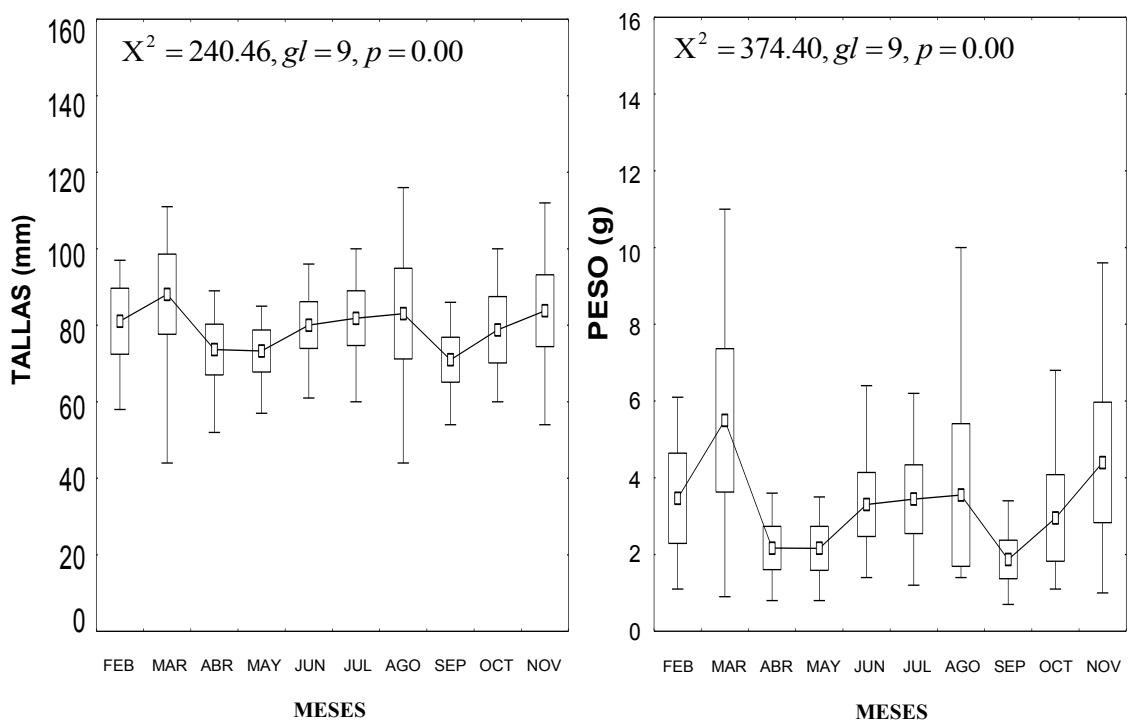 X² = 240.46, gl = 9, p = 0.00
160
140
120
100
80
60
40
20
0
TALLAS (mm)
FEB MAR ABR MAY JUN JUL AGO SEP OCT NOV
MESES
X² = 374.40, gl = 9, p = 0.00
16
14
12
10
8
6
4
2
0
PESO (g)
FEB MAR ABR MAY JUN JUL AGO SEP OCT NOV
MESES